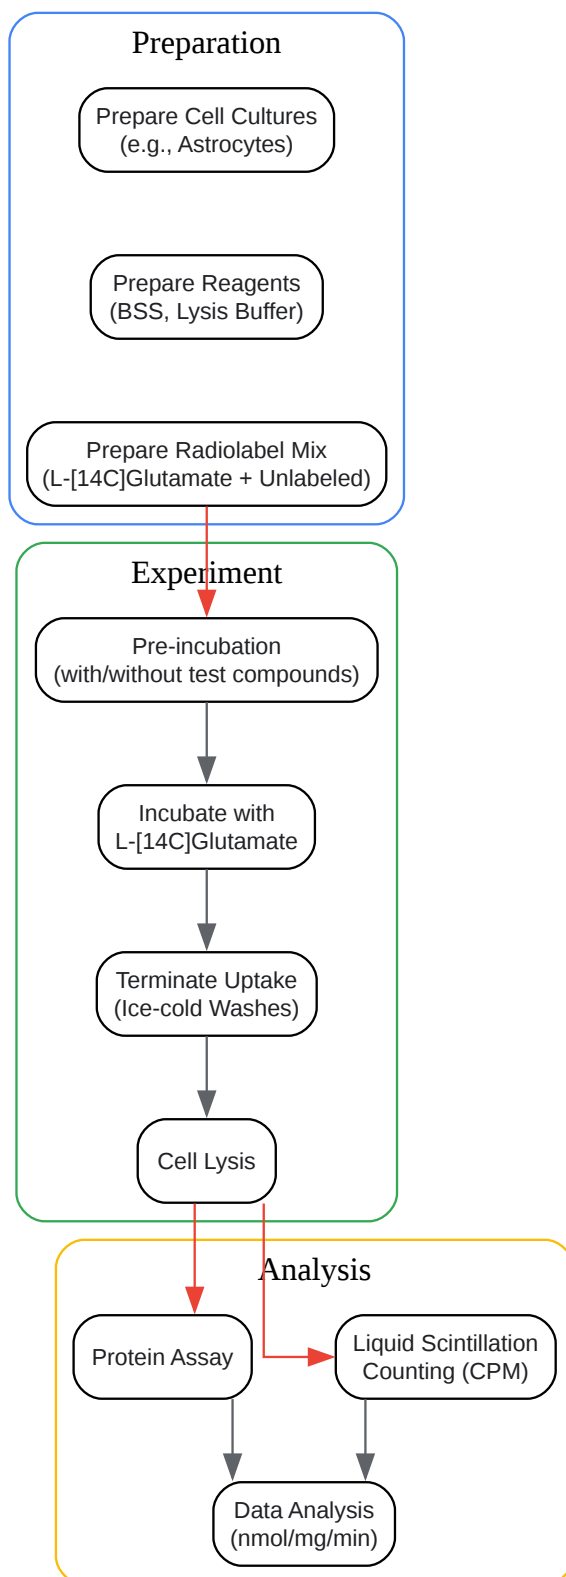 Preparation
Prepare Cell Cultures
(e.g., Astrocytes)
Prepare Reagents
(BSS, Lysis Buffer)
Prepare Radiolabel Mix
(L-[14C]Glutamate + Unlabeled)
Experiment
Pre-incubation
(with/without test compounds)
Incubate with
L-[14C]Glutamate
Terminate Uptake
(Ice-cold Washes)
Cell Lysis
Analysis
Protein Assay
Liquid Scintillation
Counting (CPM)
Data Analysis
(nmol/mg/min)